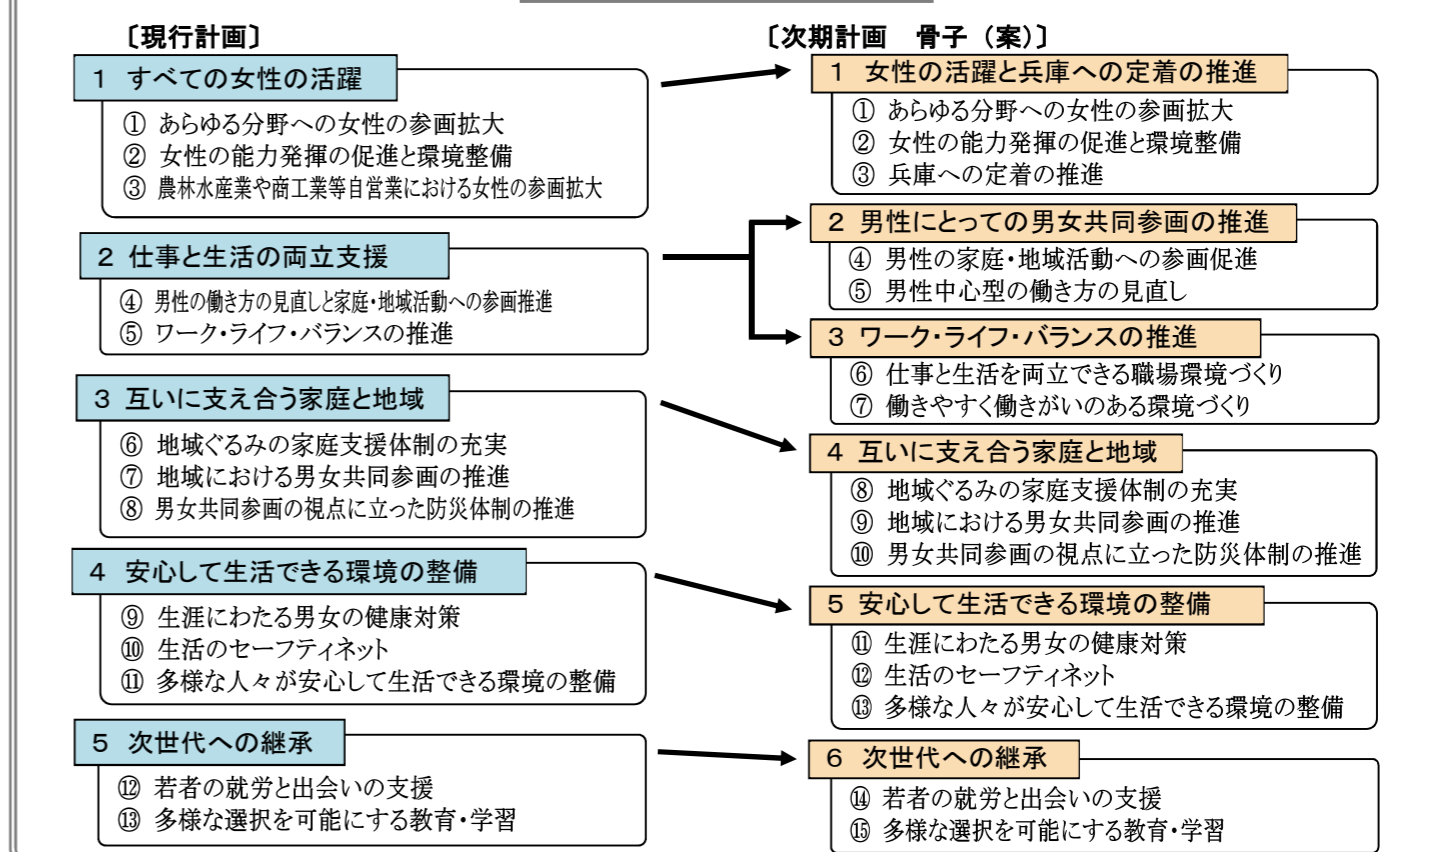 〔現行計画〕
1 すべての女性の活躍
① あらゆる分野への女性の参画拡大
② 女性の能力発揮の促進と環境整備
③ 農林水産業や商工業等自営業における女性の参画拡大
2 仕事と生活の両立支援
④ 男性の働き方の見直しと家庭・地域活動への参画推進
⑤ ワーク・ライフ・バランスの推進
3 互いに支え合う家庭と地域
⑥ 地域ぐるみの家庭支援体制の充実
⑦ 地域における男女共同参画の推進
⑧ 男女共同参画の視点に立った防災体制の推進
4 安心して生活できる環境の整備
⑨ 生涯にわたる男女の健康対策
⑩ 生活のセーフティネット
⑪ 多様な人々が安心して生活できる環境の整備
5 次世代への継承
⑫ 若者の就労と出会いの支援
⑬ 多様な選択を可能にする教育・学習
〔次期計画 骨子（案）〕
1 女性の活躍と兵庫への定着の推進
① あらゆる分野への女性の参画拡大
② 女性の能力発揮の促進と環境整備
③ 兵庫への定着の推進
2 男性にとっての男女共同参画の推進
④ 男性の家庭・地域活動への参画促進
⑤ 男性中心型の働き方の見直し
3 ワーク・ライフ・バランスの推進
⑥ 仕事と生活を両立できる職場環境づくり
⑦ 働きやすく働きがいのある環境づくり
4 互いに支え合う家庭と地域
⑧ 地域ぐるみの家庭支援体制の充実
⑨ 地域における男女共同参画の推進
⑩ 男女共同参画の視点に立った防災体制の推進
5 安心して生活できる環境の整備
⑪ 生涯にわたる男女の健康対策
⑫ 生活のセーフティネット
⑬ 多様な人々が安心して生活できる環境の整備
6 次世代への継承
⑭ 若者の就労と出会いの支援
⑮ 多様な選択を可能にする教育・学習